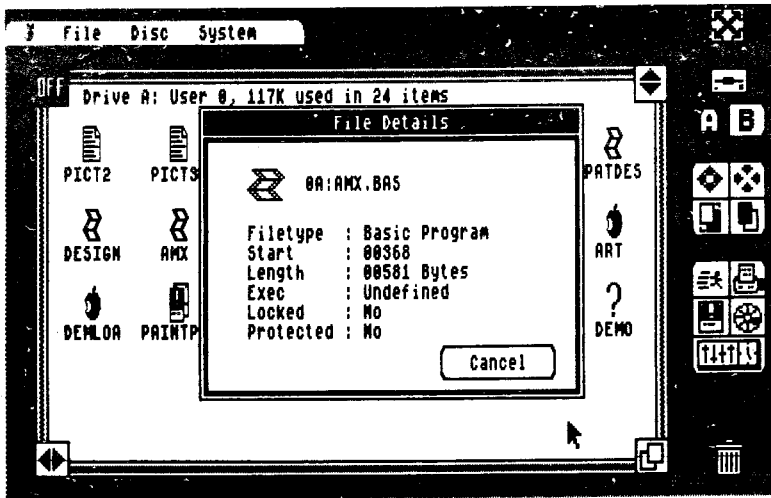 File Disc System
OFF
Drive A: User 0, 117K used in 24 items
File Details
A B
PICT2 PICTS PATDES
0A:AMX.BAS
DESIGN AMX ART
Filetype : Basic Program
Start : 00368
Length : 00581 Bytes
Exec : Undefined
Locked : No
Protected : No
DEMLOA PAINTP DEMO
Cancel